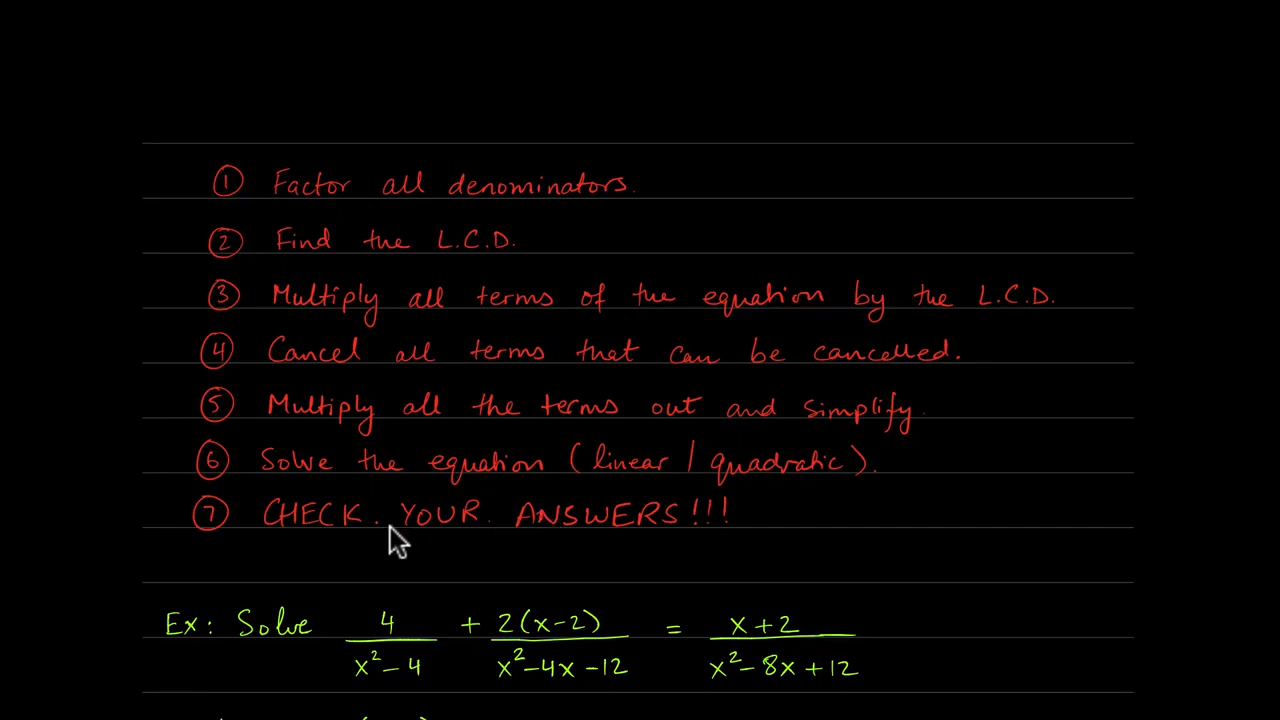 ① Factor all denominators.
② Find the L.C.D.
③ Multiply all terms of the equation by the L.C.D.
④ Cancel all terms that can be cancelled.
⑤ Multiply all the terms out and simplify.
⑥ Solve the equation (linear / quadratic).
⑦ CHECK. YOUR. ANSWERS!!!
Ex: Solve 4/(x²-4) + 2(x-2)/(x²-4x-12) = (x+2)/(x²-8x+12)